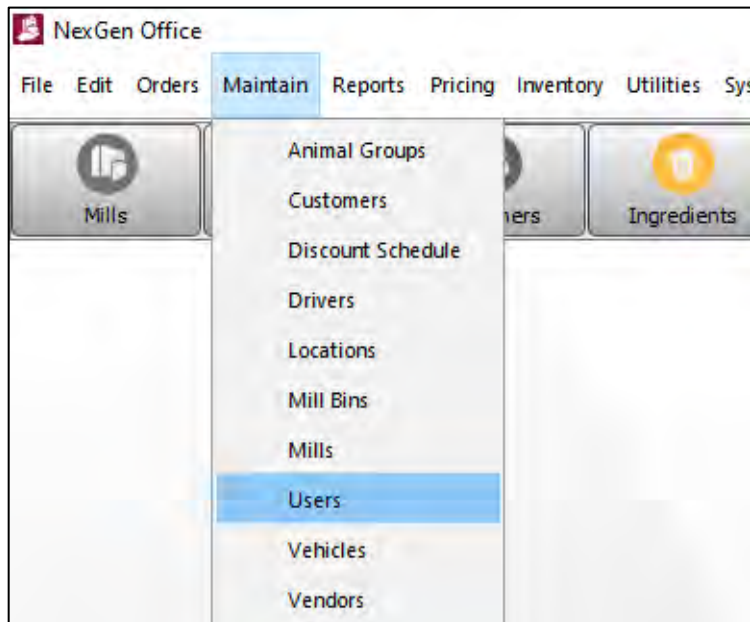 NexGen Office
File Edit Orders Maintain Reports Pricing Inventory Utilities
Animal Groups
Customers
Discount Schedule
Drivers
Locations
Mill Bins
Mills
Users
Vehicles
Vendors
Mills
Ingredients